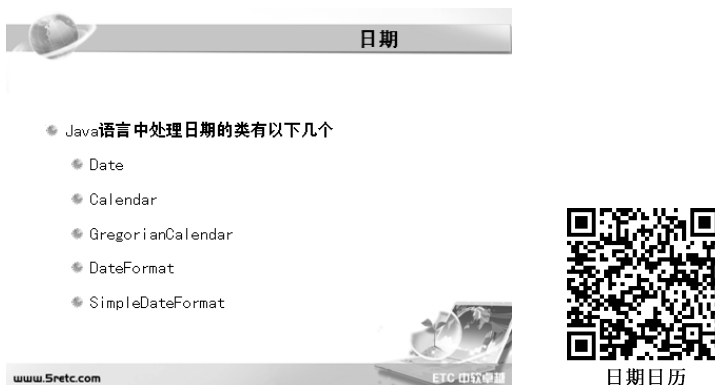 日期
Java语言中处理日期的类有以下几个
Date
Calendar
GregorianCalendar
DateFormat
SimpleDateFormat
www.5retc.com
ETC 中软卓越
日期日历